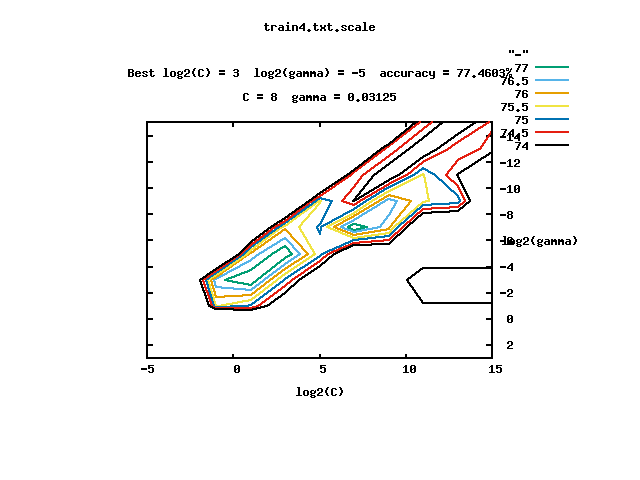 train4.txt.scale
"-"
Best log2(C) = 3  log2(gamma) = -5  accuracy = 77.4603%
77
76.5
76
75.5
75
74.5
74
C = 8  gamma = 0.03125
-14
-12
-10
-8
-6
log2(gamma)
-4
-2
0
2
-5 0 5 10 15
log2(C)